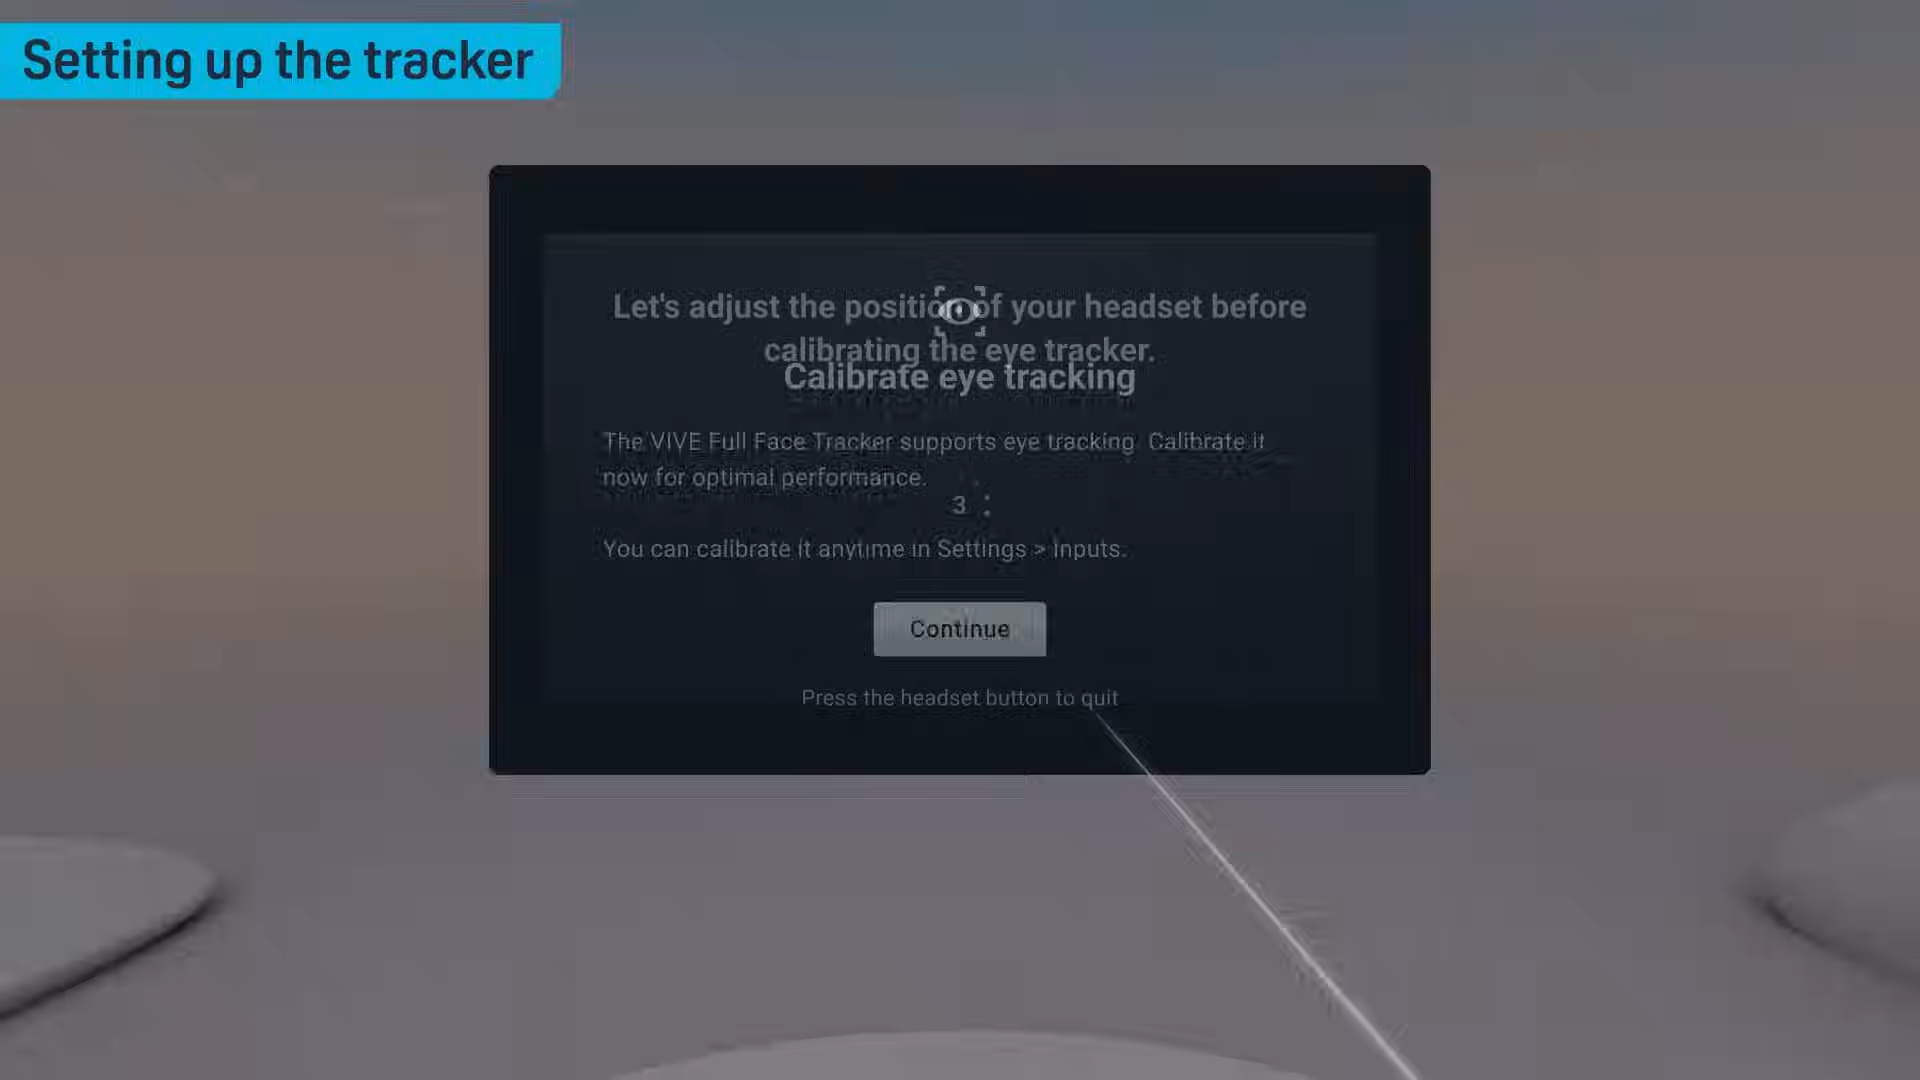 Setting up the tracker
Let's adjust the position of your headset before
calibrating the eye tracker.
Calibrate eye tracking
The VIVE Full Face Tracker supports eye tracking. Calibrate it
now for optimal performance.
3
You can calibrate it anytime in Settings > Inputs.
Continue
Press the headset button to quit